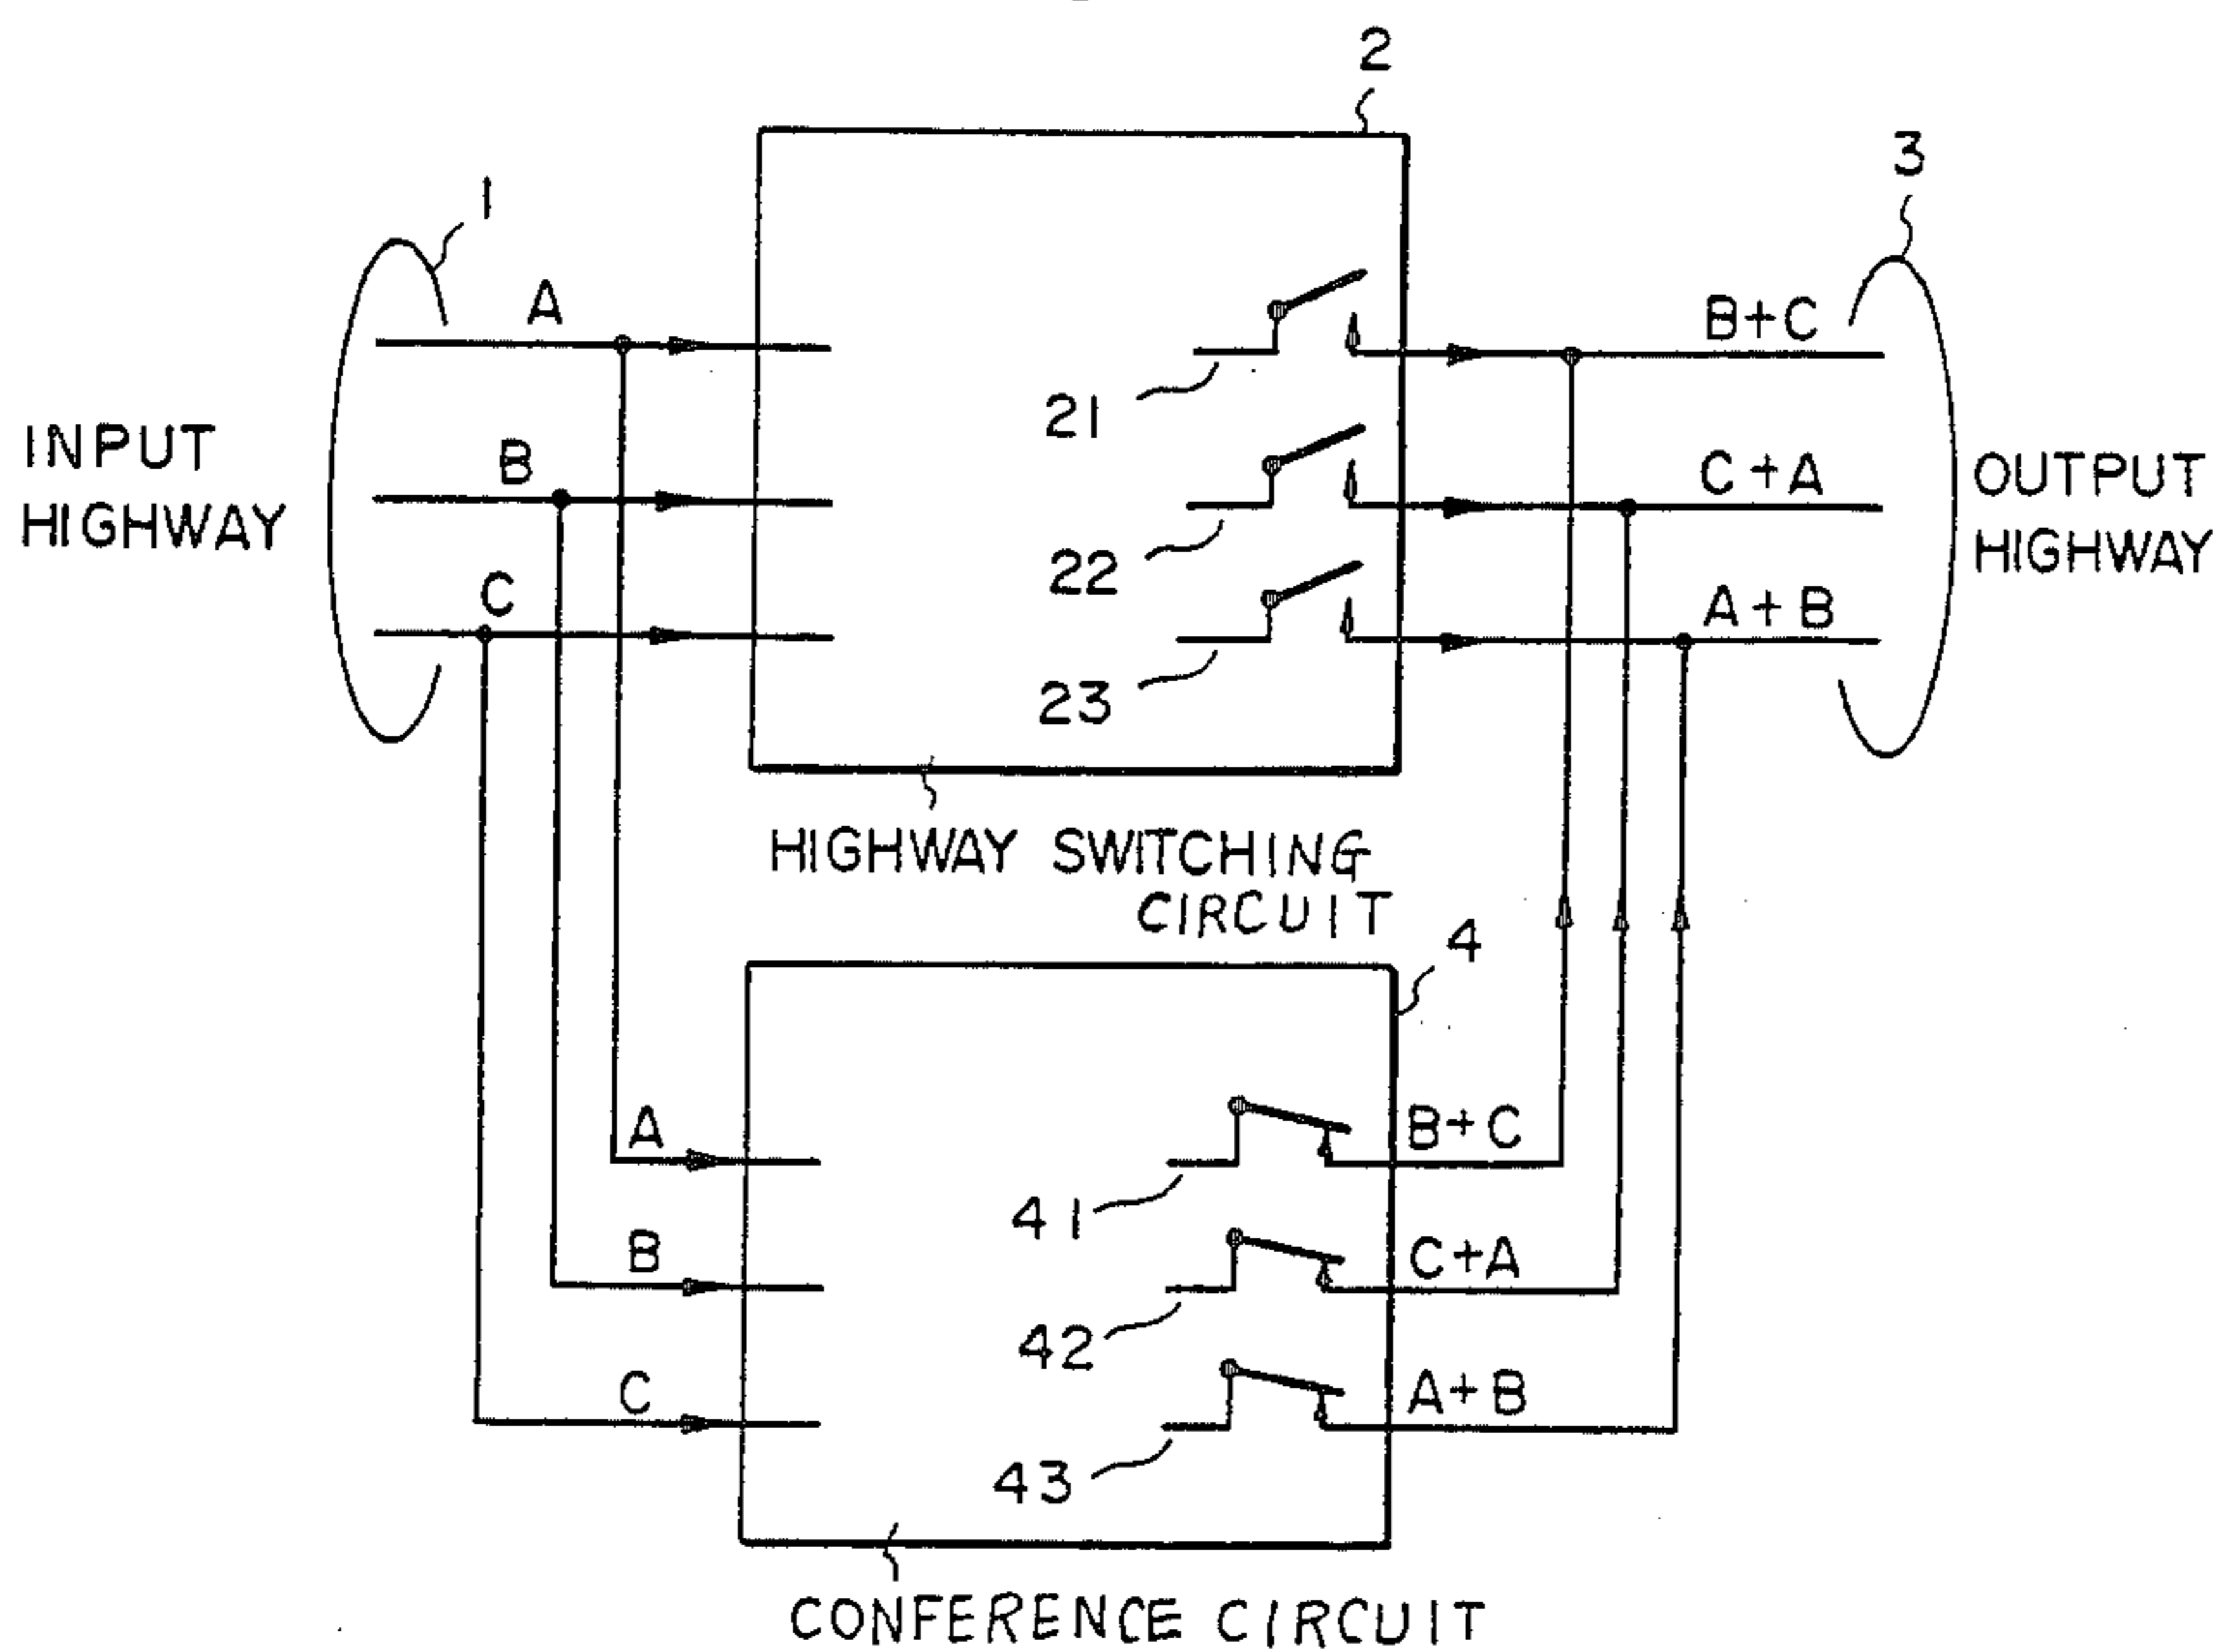 2
3
1
A
B+C
21
INPUT
HIGHWAY
B
C+A
OUTPUT
HIGHWAY
22
C
A+B
23
HIGHWAY SWITCHING
CIRCUIT
4
A
B+C
41
B
C+A
42
C
A+B
43
CONFERENCE CIRCUIT